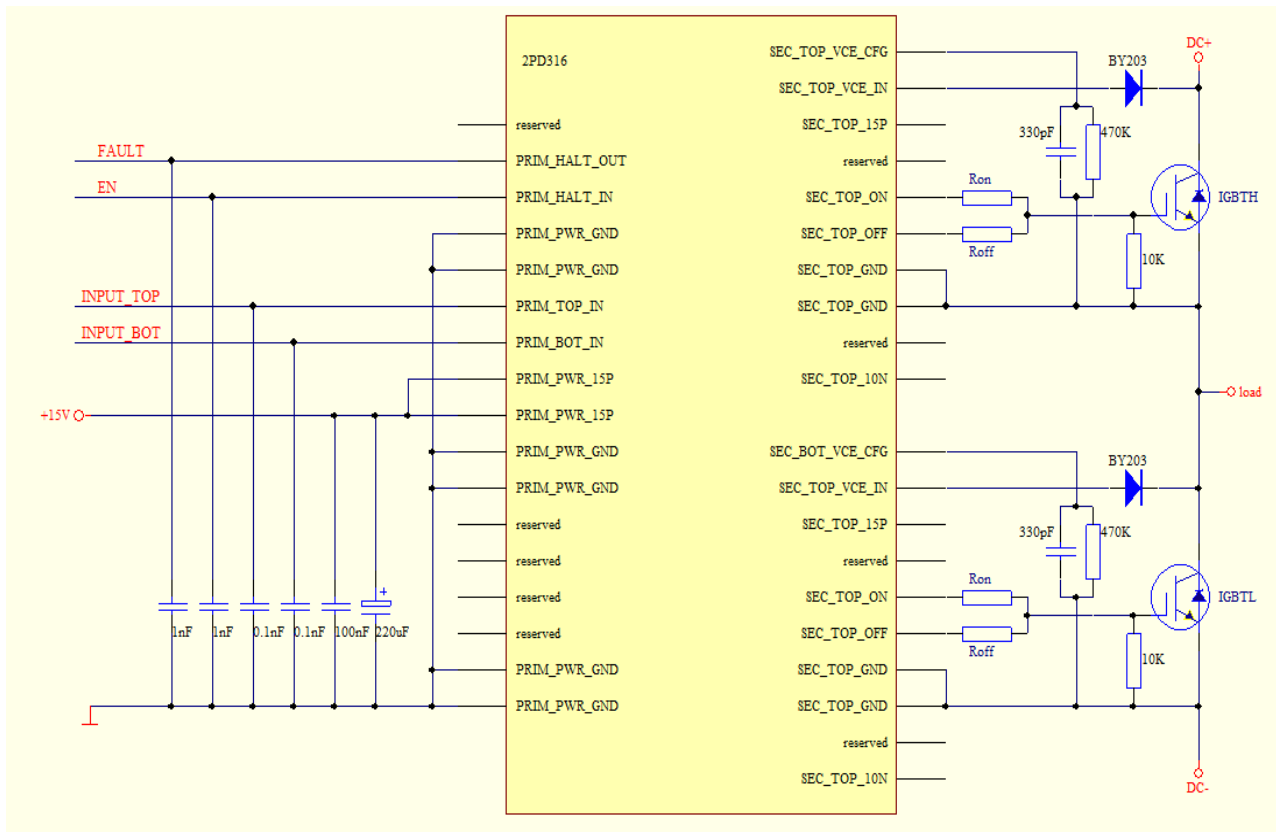 2PD316
reserved
PRIM_HALT_OUT
PRIM_HALT_IN
PRIM_PWR_GND
PRIM_PWR_GND
PRIM_TOP_IN
PRIM_BOT_IN
PRIM_PWR_15P
PRIM_PWR_15P
PRIM_PWR_GND
PRIM_PWR_GND
reserved
reserved
reserved
reserved
PRIM_PWR_GND
PRIM_PWR_GND
FAULT
EN
INPUT_TOP
INPUT_BOT
+15V
1nF
1nF
0.1nF
0.1nF
100nF
+
220uF
SEC_TOP_VCE_CFG
SEC_TOP_VCE_IN
SEC_TOP_15P
reserved
SEC_TOP_ON
SEC_TOP_OFF
SEC_TOP_GND
SEC_TOP_GND
reserved
SEC_TOP_10N
SEC_BOT_VCE_CFG
SEC_TOP_VCE_IN
SEC_TOP_15P
reserved
SEC_TOP_ON
SEC_TOP_OFF
SEC_TOP_GND
SEC_TOP_GND
reserved
SEC_TOP_10N
DC+
BY203
330pF
470K
Ron
Roff
IGBTH
10K
load
BY203
330pF
470K
Ron
Roff
IGBTL
10K
DC-